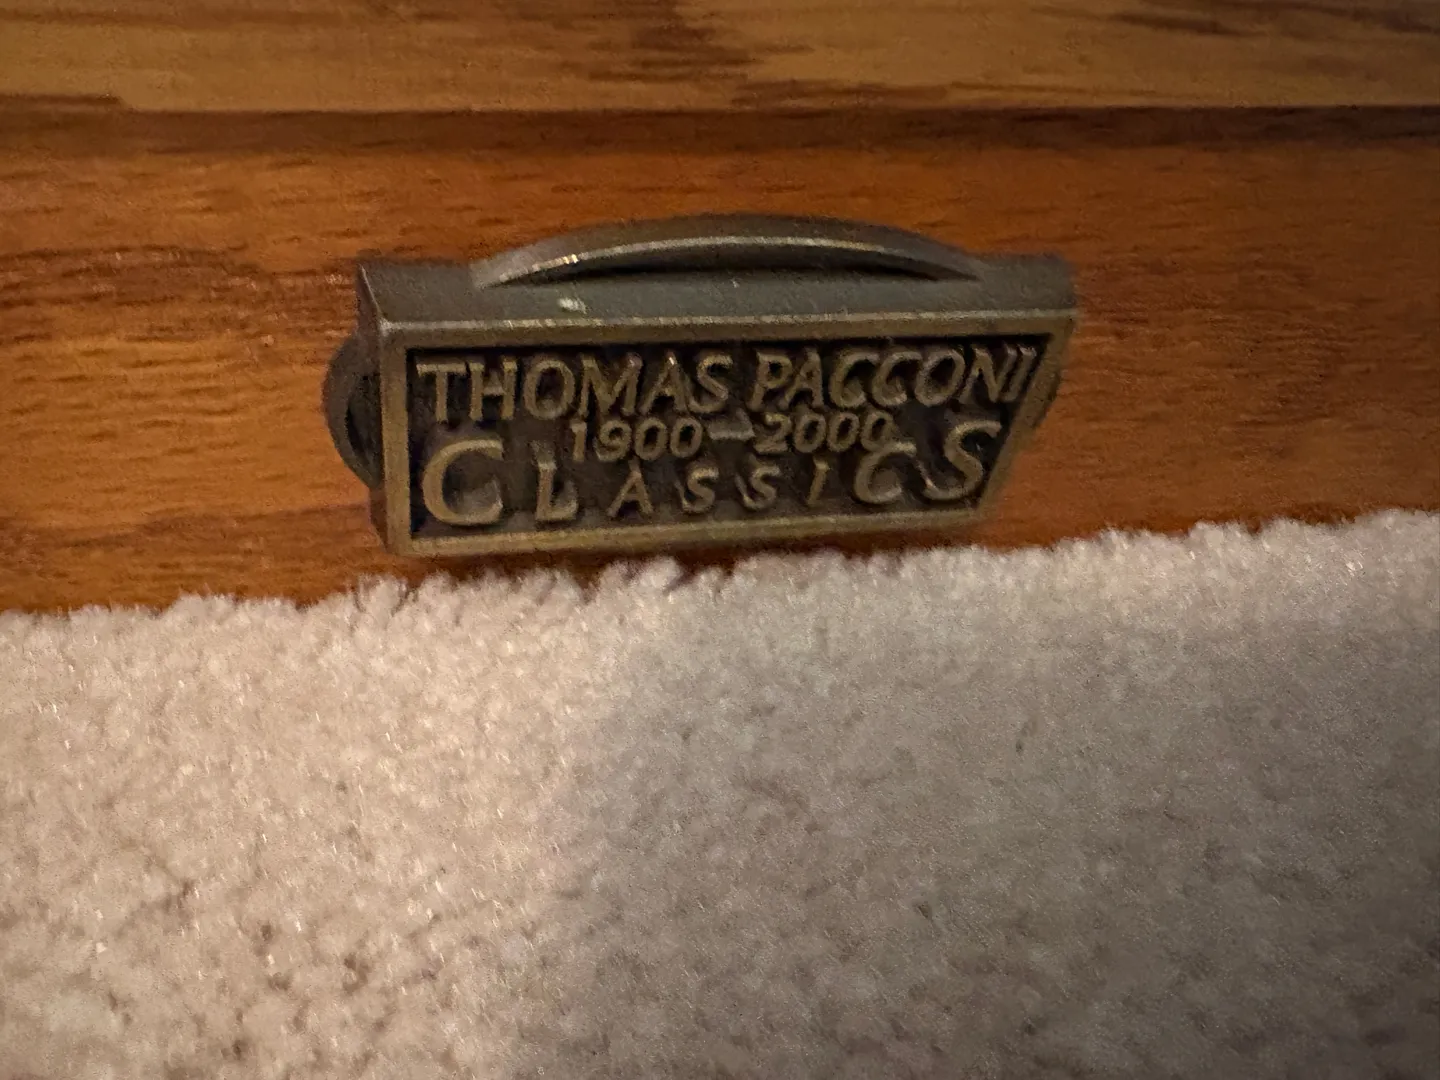 THOMAS PACCONI
1900-2000
CLASSICS